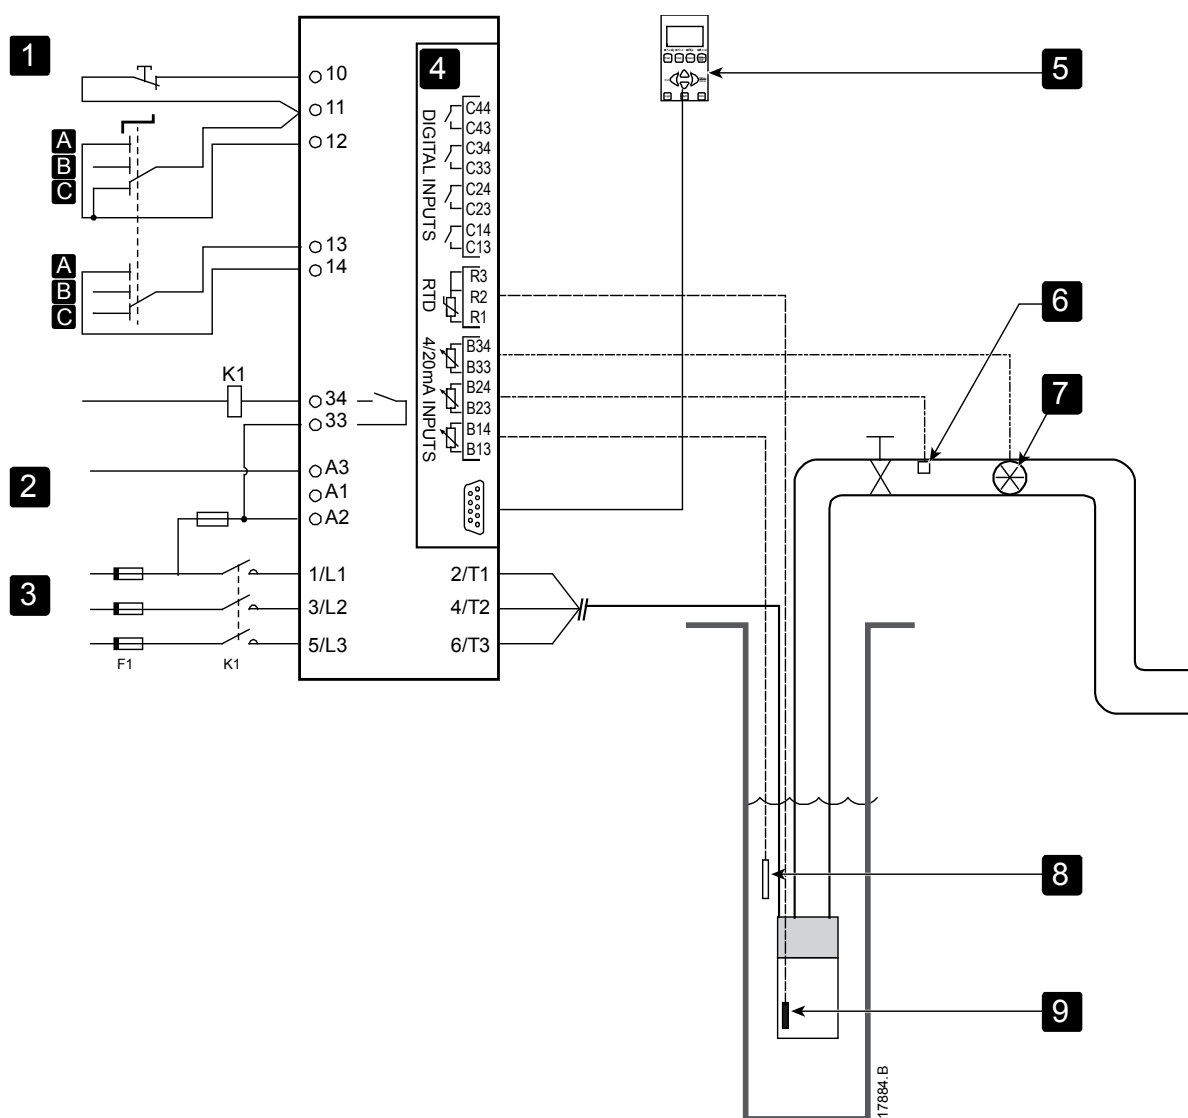 1
10
11
12
A
B
C
13
14
A
B
C
4
C44
C43
C34
C33
C24
C23
C14
C13
DIGITAL INPUTS
R3
R2
R1
RTD
B34
B33
B24
B23
B14
B13
4/20mA INPUTS
5
6
7
K1
34
33
2
A3
A1
A2
3
1/L1
3/L2
5/L3
2/T1
4/T2
6/T3
F1
K1
8
9
17884.B